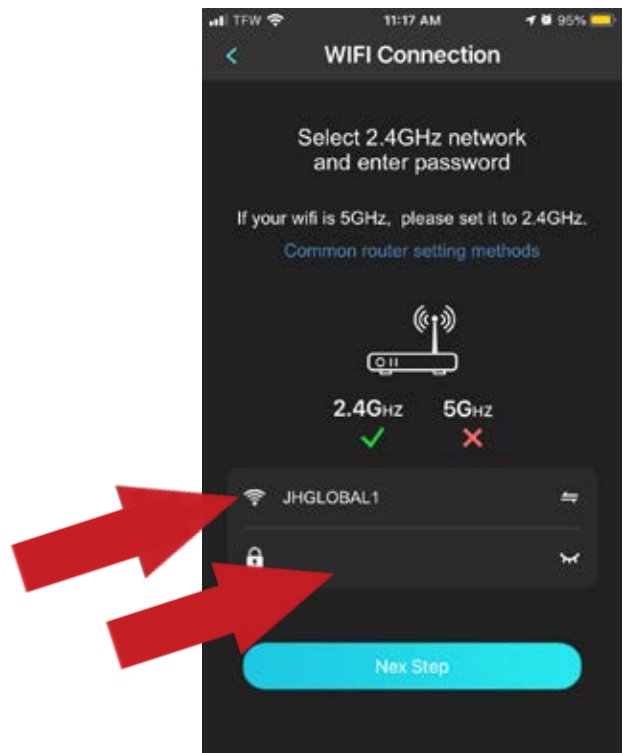 TFW 11:17 AM 95%
WIFI Connection
Select 2.4GHz network
and enter password
If your wifi is 5GHz, please set it to 2.4GHz.
Common router setting methods
2.4GHZ 5GHZ
JHGLOBAL1
Nex Step